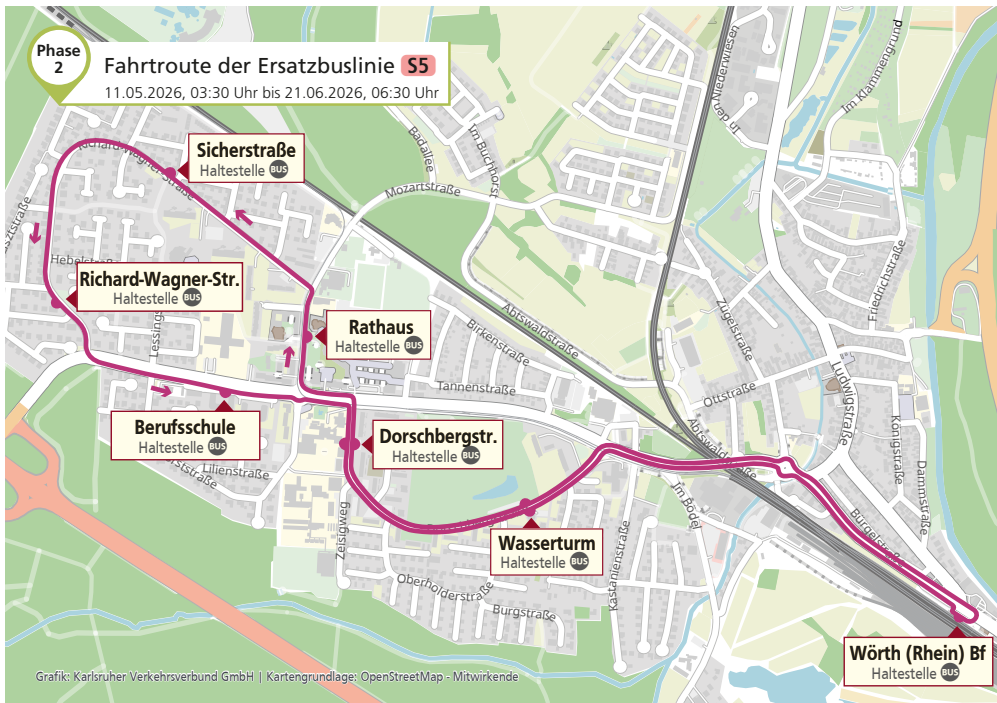 Phase
2
Fahrtroute der Ersatzbuslinie S5
11.05.2026, 03:30 Uhr bis 21.06.2026, 06:30 Uhr
In den Niederwiesen
Im Klammengrund
Badallee
Im Buchhorst
Mozartstraße
Richard-Wagner-Straße
Sicherstraße
Haltestelle BUS
Hebelstraße
Richard-Wagner-Str.
Haltestelle BUS
Friedrichstraße
Rathaus
Haltestelle BUS
Abtswaldstraße
Birkenstraße
Zügelstraße
Tannenstraße
Ottstraße
Ludwigstraße
Berufsschule
Haltestelle BUS
Dorschbergstr.
Haltestelle BUS
Abtswaldstraße
Königstraße
Dammstraße
Lilienstraße
Im Bödel
Zeisigweg
Wasserturm
Haltestelle BUS
Kastanienstraße
Oberholderstraße
Burgstraße
Wörth (Rhein) Bf
Haltestelle BUS
Grafik: Karlsruher Verkehrsverbund GmbH | Kartengrundlage: OpenStreetMap - Mitwirkende